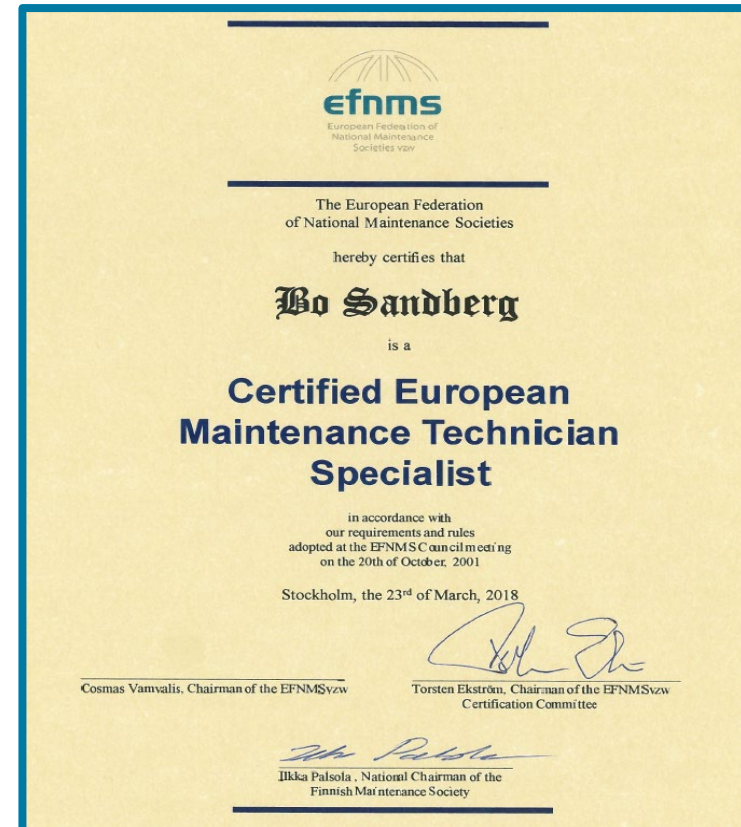 efnms
European Federation of
National Maintenance
Societies vzw
The European Federation
of National Maintenance Societies
hereby certifies that
Bo Sandberg
is a
Certified European
Maintenance Technician
Specialist
in accordance with
our requirements and rules
adopted at the EFNMS Council meeting
on the 20th of October, 2001
Stockholm, the 23rd of March, 2018
Cosmas Vamvalis, Chairman of the EFNMSvzw
Torsten Ekström, Chairman of the EFNMSvzw
Certification Committee
Ilkka Palsola, National Chairman of the
Finnish Maintenance Society